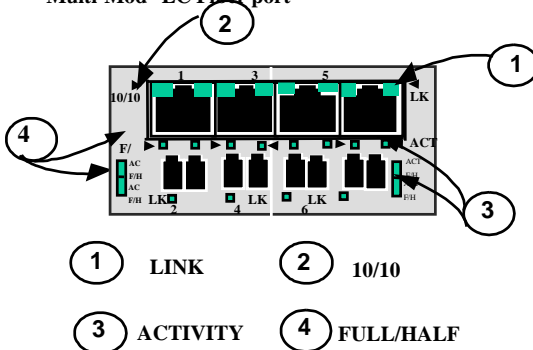 Multi-Mod LC Fiber port
2
1
1 3 5
10/10
LK
4
F/
ACT
AC
ACT
F/H
F/H
AC
F/H
F/H
LK LK LK
2 4 6
3
1 LINK
2 10/10
3 ACTIVITY
4 FULL/HALF